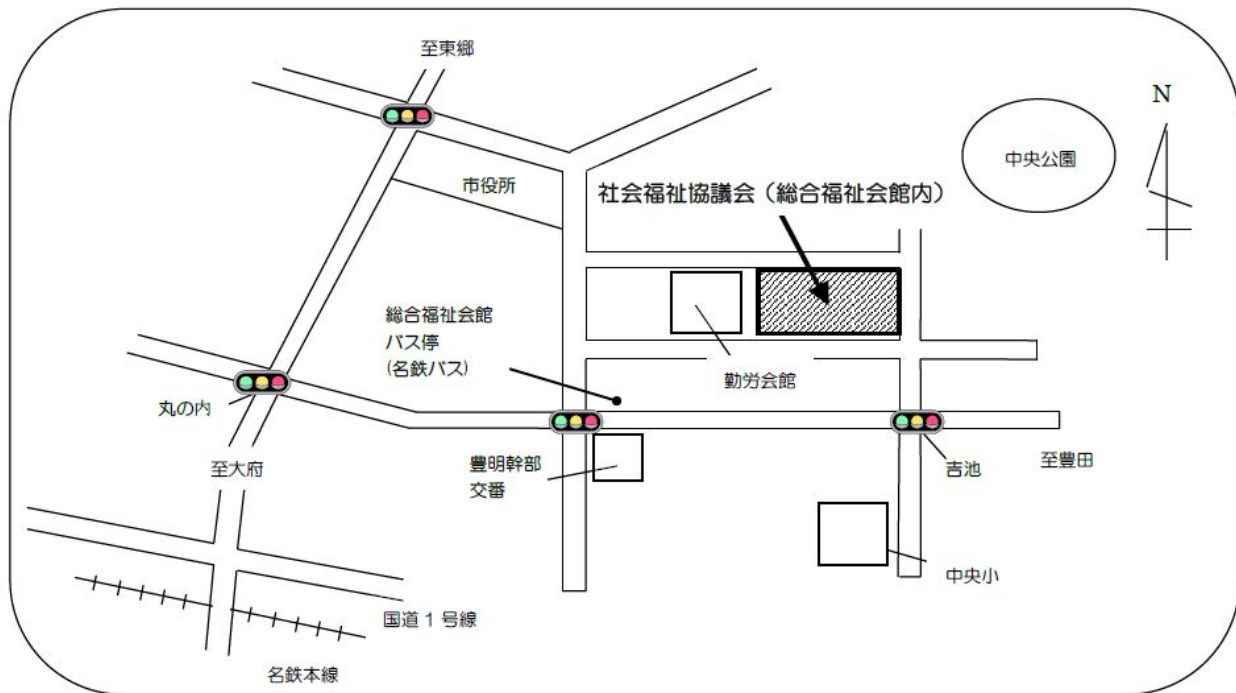 至東郷
N
中央公園
市役所
社会福祉協議会（総合福祉会館内）
総合福祉会館
バス停
(名鉄バス)
勤労会館
丸の内
豊明幹部
交番
吉池
至豊田
至大府
中央小
国道１号線
名鉄本線